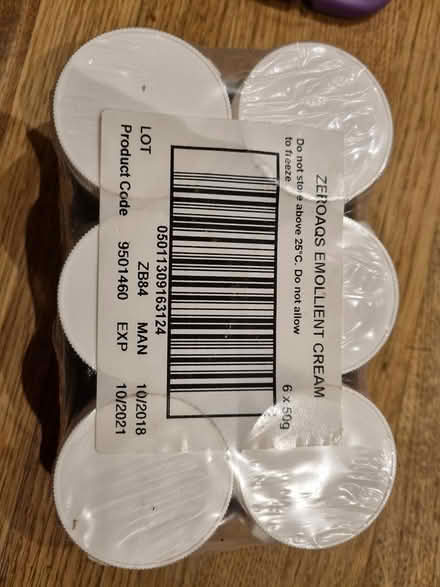 ZEROAQS EMOLLIENT CREAM
6 x 50g
Do not store above 25°C. Do not allow
to freeze
05011309163124
LOT ZB84 MAN 10/2018
Product Code 9501460 EXP 10/2021